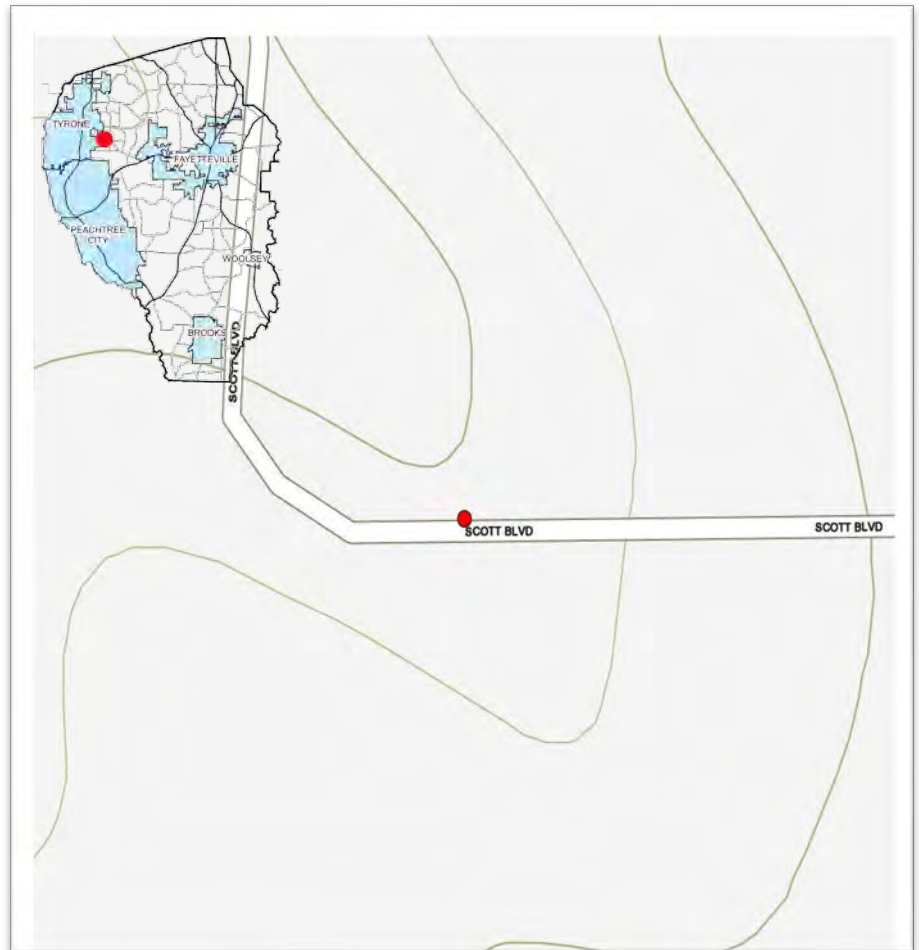 TYRONE
FAYETTEVILLE
PEACHTREE
CITY
WOOLSEY
BROOKS
SCOTT BLVD
SCOTT BLVD
SCOTT BLVD